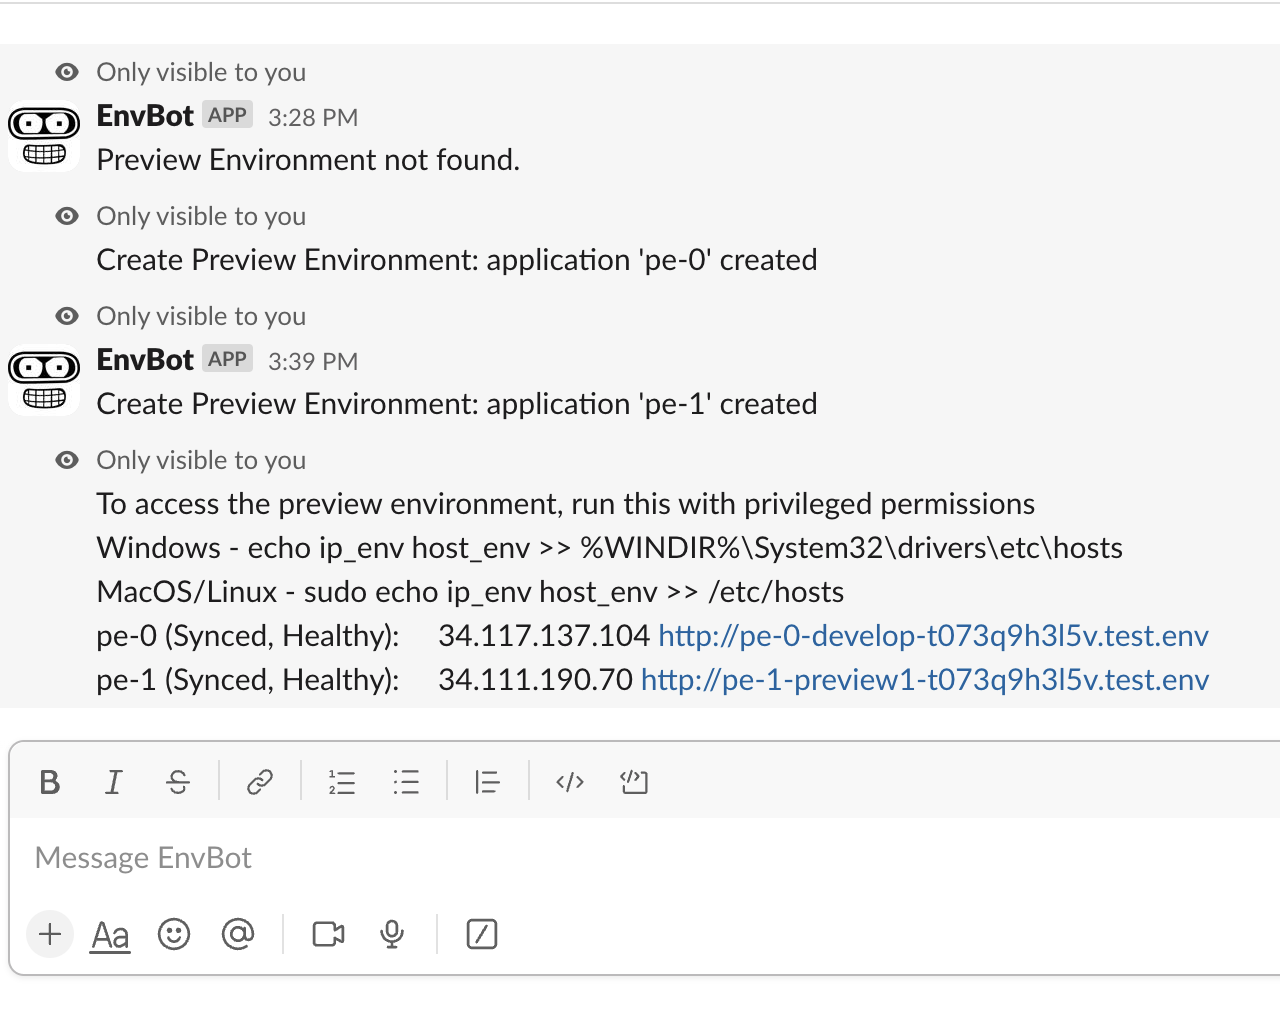 Only visible to you
EnvBot APP 3:28 PM
Preview Environment not found.
Only visible to you
Create Preview Environment: application 'pe-0' created
Only visible to you
EnvBot APP 3:39 PM
Create Preview Environment: application 'pe-1' created
Only visible to you
To access the preview environment, run this with privileged permissions
Windows - echo ip_env host_env >> %WINDIR%\System32\drivers\etc\hosts
MacOS/Linux - sudo echo ip_env host_env >> /etc/hosts
pe-0 (Synced, Healthy): 34.117.137.104 http://pe-0-develop-t073q9h3l5v.test.env
pe-1 (Synced, Healthy): 34.111.190.70 http://pe-1-preview1-t073q9h3l5v.test.env
B I S
Message EnvBot
Aa